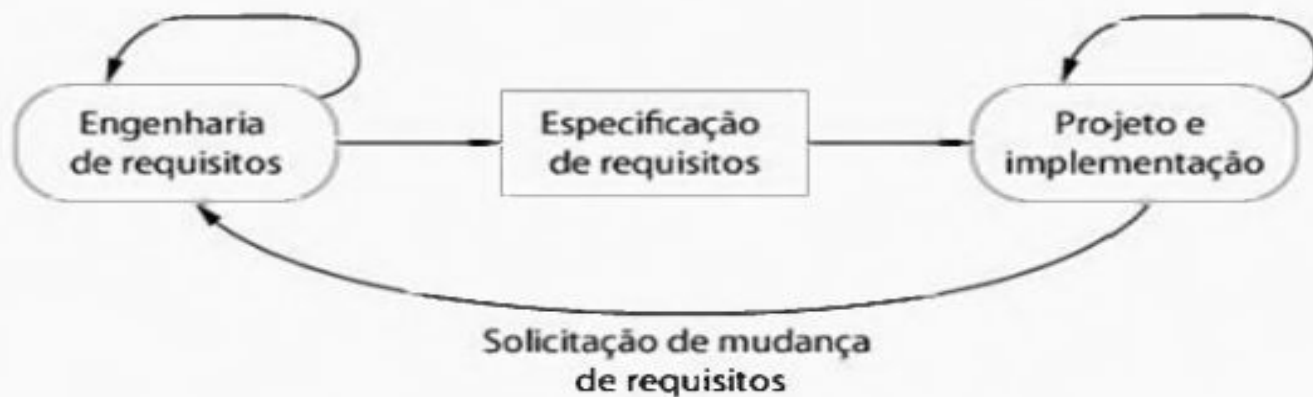 Engenharia
de requisitos
Especificação
de requisitos
Projeto e
implementação
Solicitação de mudança
de requisitos